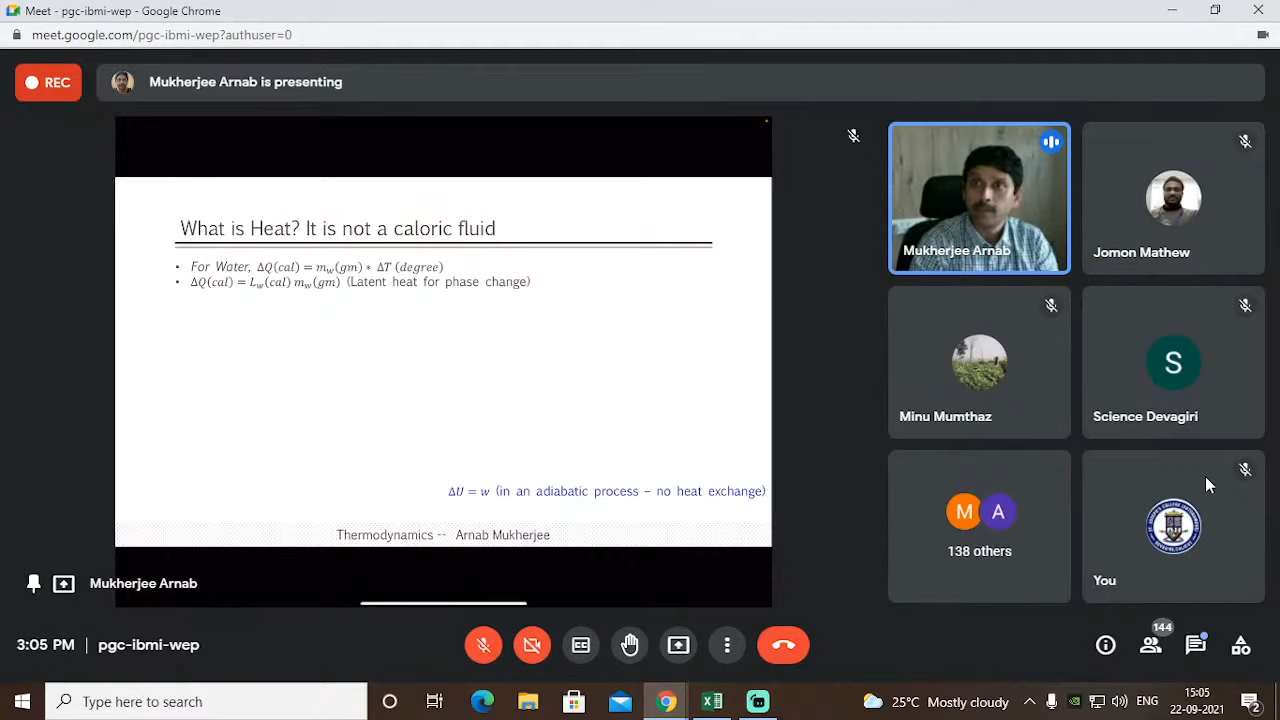 Meet - pgc-ibmi-wep - Google Chrome
meet.google.com/pgc-ibmi-wep?authuser=0
REC
Mukherjee Arnab is presenting
What is Heat? It is not a caloric fluid
• For Water, ΔQ(cal) = m_w(gm) * ΔT (degree)
• ΔQ(cal) = L_w(cal) m_w(gm) (Latent heat for phase change)
ΔU = w (in an adiabatic process – no heat exchange)
Thermodynamics -- Arnab Mukherjee
Mukherjee Arnab
Mukherjee Arnab
Jomon Mathew
Minu Mumthaz
S
Science Devagiri
M A
138 others
You
3:05 PM | pgc-ibmi-wep
144
Type here to search
25°C Mostly cloudy
ENG
15:05
22-09-2021
2